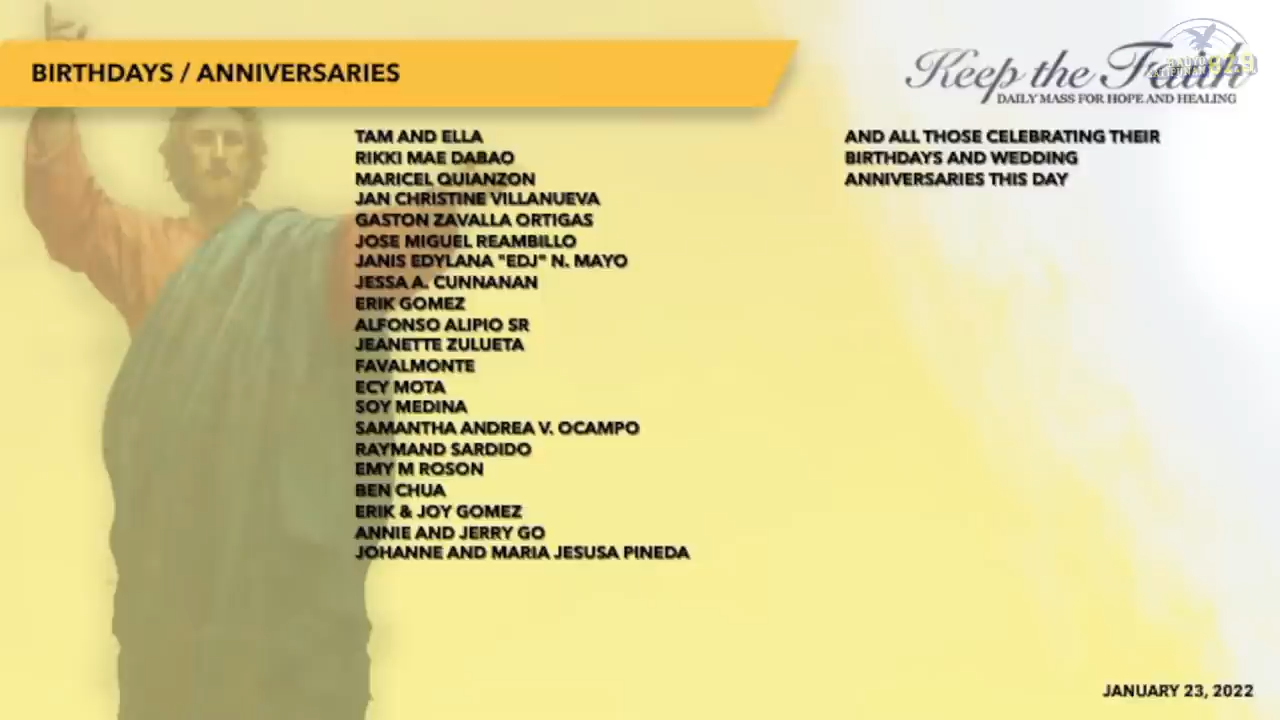 BIRTHDAYS / ANNIVERSARIES
Keep the Faith
DAILY MASS FOR HOPE AND HEALING
RADYO
KATIPUNAN 87.9
TAM AND ELLA
RIKKI MAE DABAO
MARICEL QUIANZON
JAN CHRISTINE VILLANUEVA
GASTON ZAVALLA ORTIGAS
JOSE MIGUEL REAMBILLO
JANIS EDYLANA "EDJ" N. MAYO
JESSA A. CUNNANAN
ERIK GOMEZ
ALFONSO ALIPIO SR
JEANETTE ZULUETA
FAVALMONTE
ECY MOTA
SOY MEDINA
SAMANTHA ANDREA V. OCAMPO
RAYMAND SARDIDO
EMY M ROSON
BEN CHUA
ERIK & JOY GOMEZ
ANNIE AND JERRY GO
JOHANNE AND MARIA JESUSA PINEDA
AND ALL THOSE CELEBRATING THEIR
BIRTHDAYS AND WEDDING
ANNIVERSARIES THIS DAY
JANUARY 23, 2022